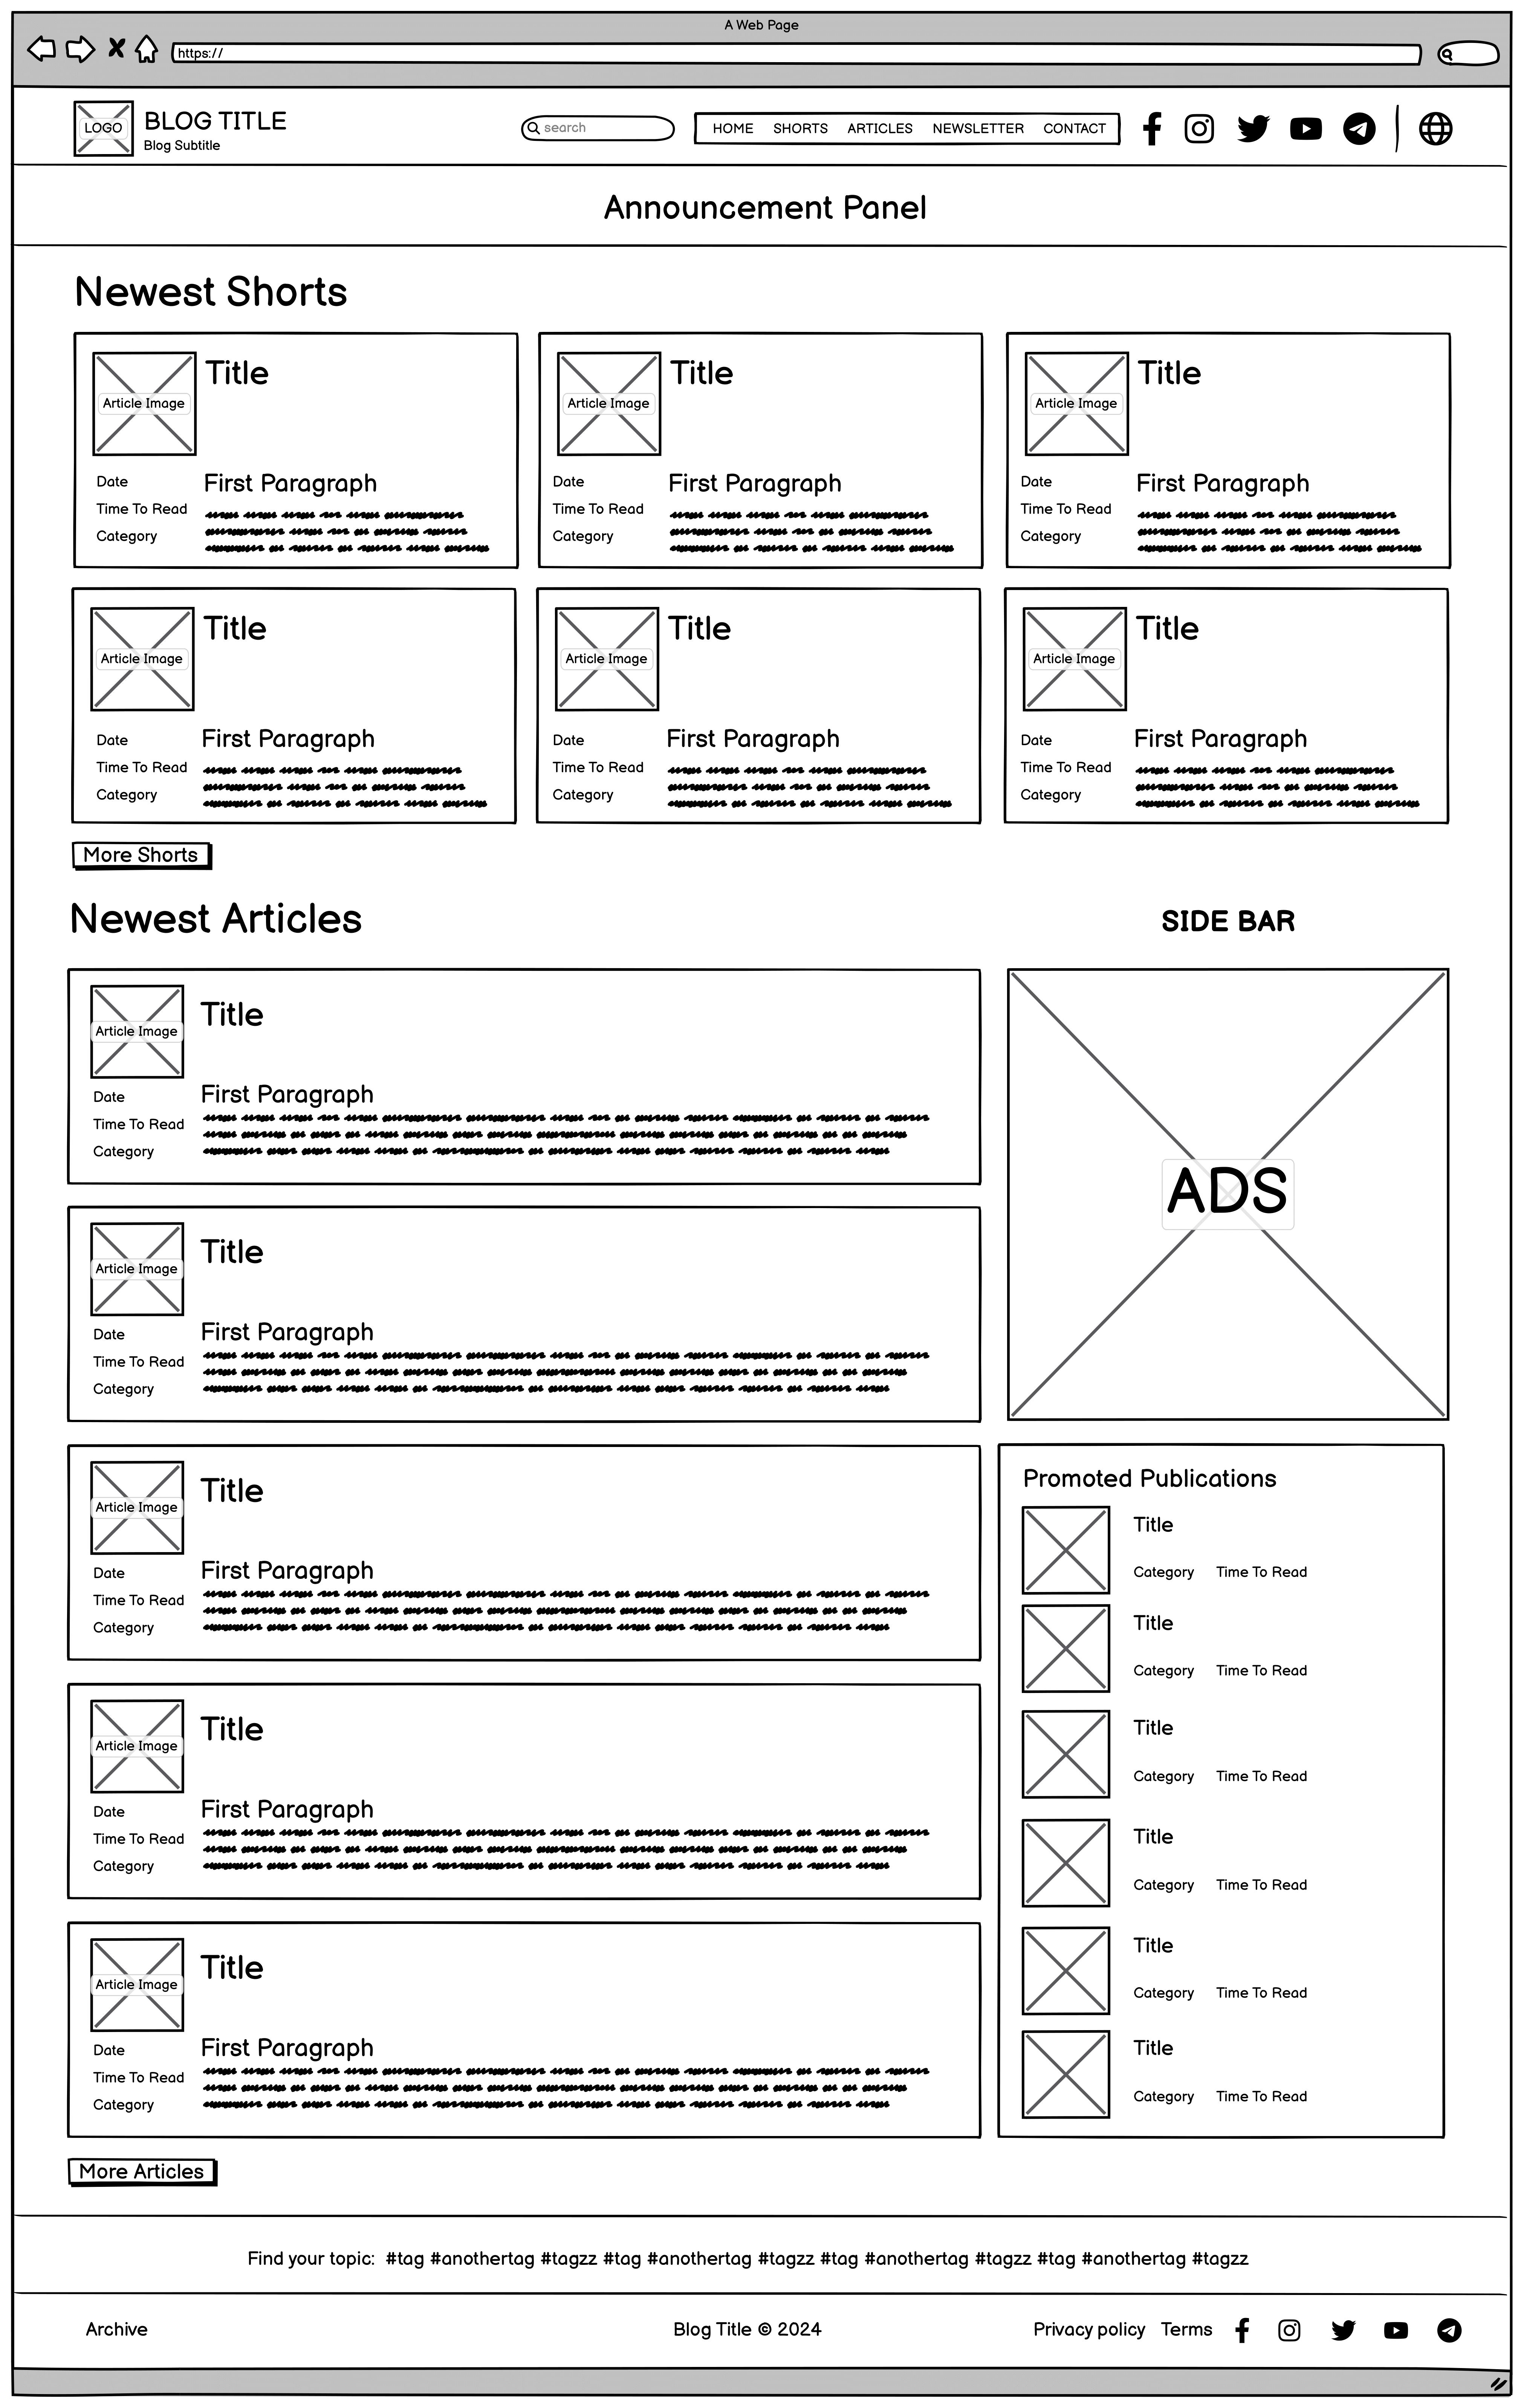 A Web Page
https://
LOGO
BLOG TITLE
Blog Subtitle
search
HOME SHORTS ARTICLES NEWSLETTER CONTACT
Announcement Panel
Newest Shorts
Article Image
Title
Date
Time To Read
Category
First Paragraph
Article Image
Title
Date
Time To Read
Category
First Paragraph
Article Image
Title
Date
Time To Read
Category
First Paragraph
Article Image
Title
Date
Time To Read
Category
First Paragraph
Article Image
Title
Date
Time To Read
Category
First Paragraph
Article Image
Title
Date
Time To Read
Category
First Paragraph
More Shorts
Newest Articles
Article Image
Title
Date
Time To Read
Category
First Paragraph
Article Image
Title
Date
Time To Read
Category
First Paragraph
Article Image
Title
Date
Time To Read
Category
First Paragraph
Article Image
Title
Date
Time To Read
Category
First Paragraph
Article Image
Title
Date
Time To Read
Category
First Paragraph
More Articles
SIDE BAR
ADS
Promoted Publications
Title
Category Time To Read
Title
Category Time To Read
Title
Category Time To Read
Title
Category Time To Read
Title
Category Time To Read
Title
Category Time To Read
Find your topic: #tag #anothertag #tagzz #tag #anothertag #tagzz #tag #anothertag #tagzz #tag #anothertag #tagzz
Archive
Blog Title © 2024
Privacy policy Terms